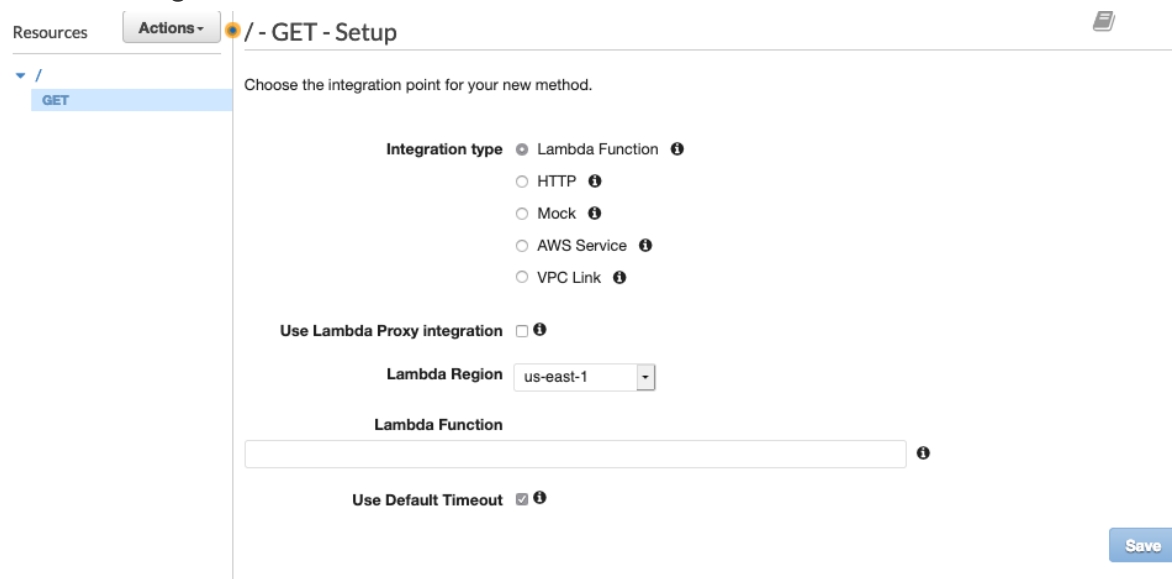 Resources
Actions
/ - GET - Setup
/
GET
Choose the integration point for your new method.
Integration type
Lambda Function
HTTP
Mock
AWS Service
VPC Link
Use Lambda Proxy integration
Lambda Region us-east-1
Lambda Function
Use Default Timeout
Save